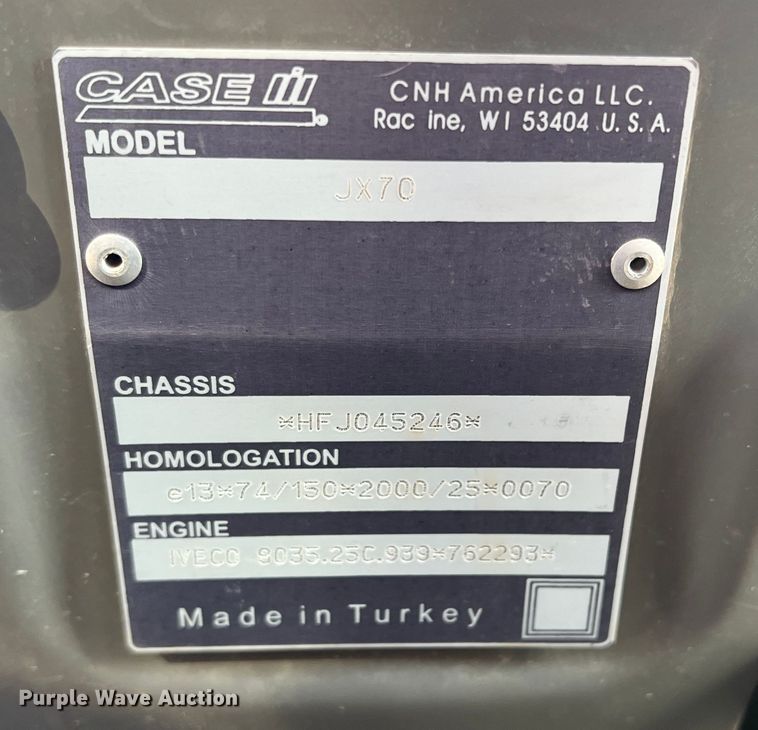 CASE IH
CNH America LLC.
Rac ine, WI 53404 U.S.A.
MODEL
JX70
CHASSIS
*HFJ045246*
HOMOLOGATION
e13*74/150*2000/25*0070
ENGINE
IVECO 8035.25C.939*762293*
Made in Turkey
Purple Wave Auction